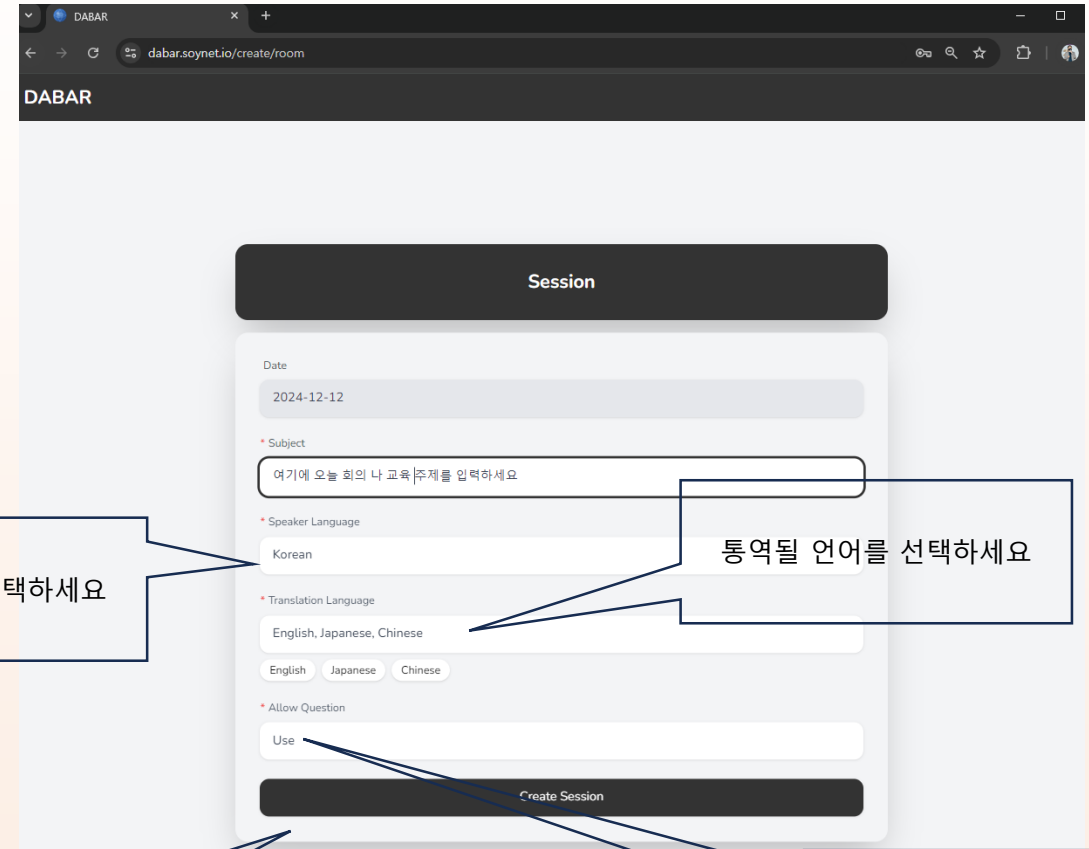 DABAR
dabar.soynet.io/create/room
DABAR
Session
Date
2024-12-12
* Subject
여기에 오늘 회의 나 교육 주제를 입력하세요
* Speaker Language
Korean
통역될 언어를 선택하세요
택하세요
* Translation Language
English, Japanese, Chinese
English Japanese Chinese
* Allow Question
Use
Create Session